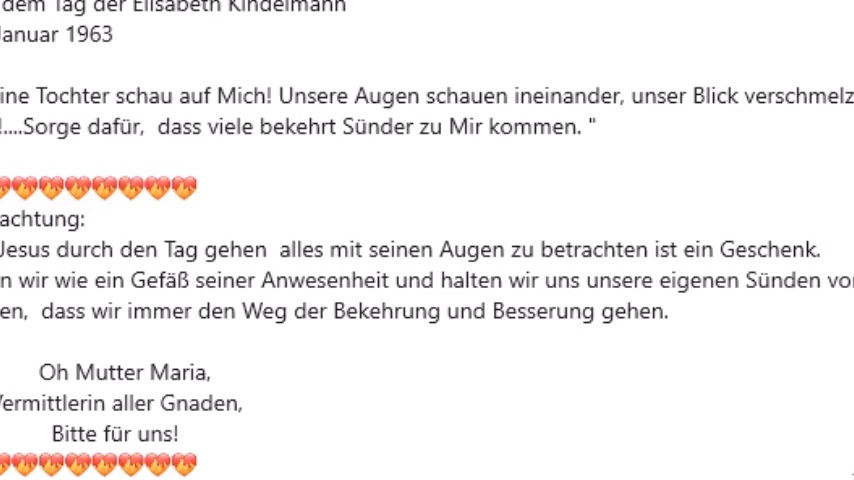 dem Tag der Elisabeth Kindelmann
Januar 1963
ine Tochter schau auf Mich! Unsere Augen schauen ineinander, unser Blick verschmelz
!....Sorge dafür,  dass viele bekehrt Sünder zu Mir kommen. "
achtung:
Jesus durch den Tag gehen  alles mit seinen Augen zu betrachten ist ein Geschenk.
n wir wie ein Gefäß seiner Anwesenheit und halten wir uns unsere eigenen Sünden vor
en,  dass wir immer den Weg der Bekehrung und Besserung gehen.
Oh Mutter Maria,
Vermittlerin aller Gnaden,
Bitte für uns!